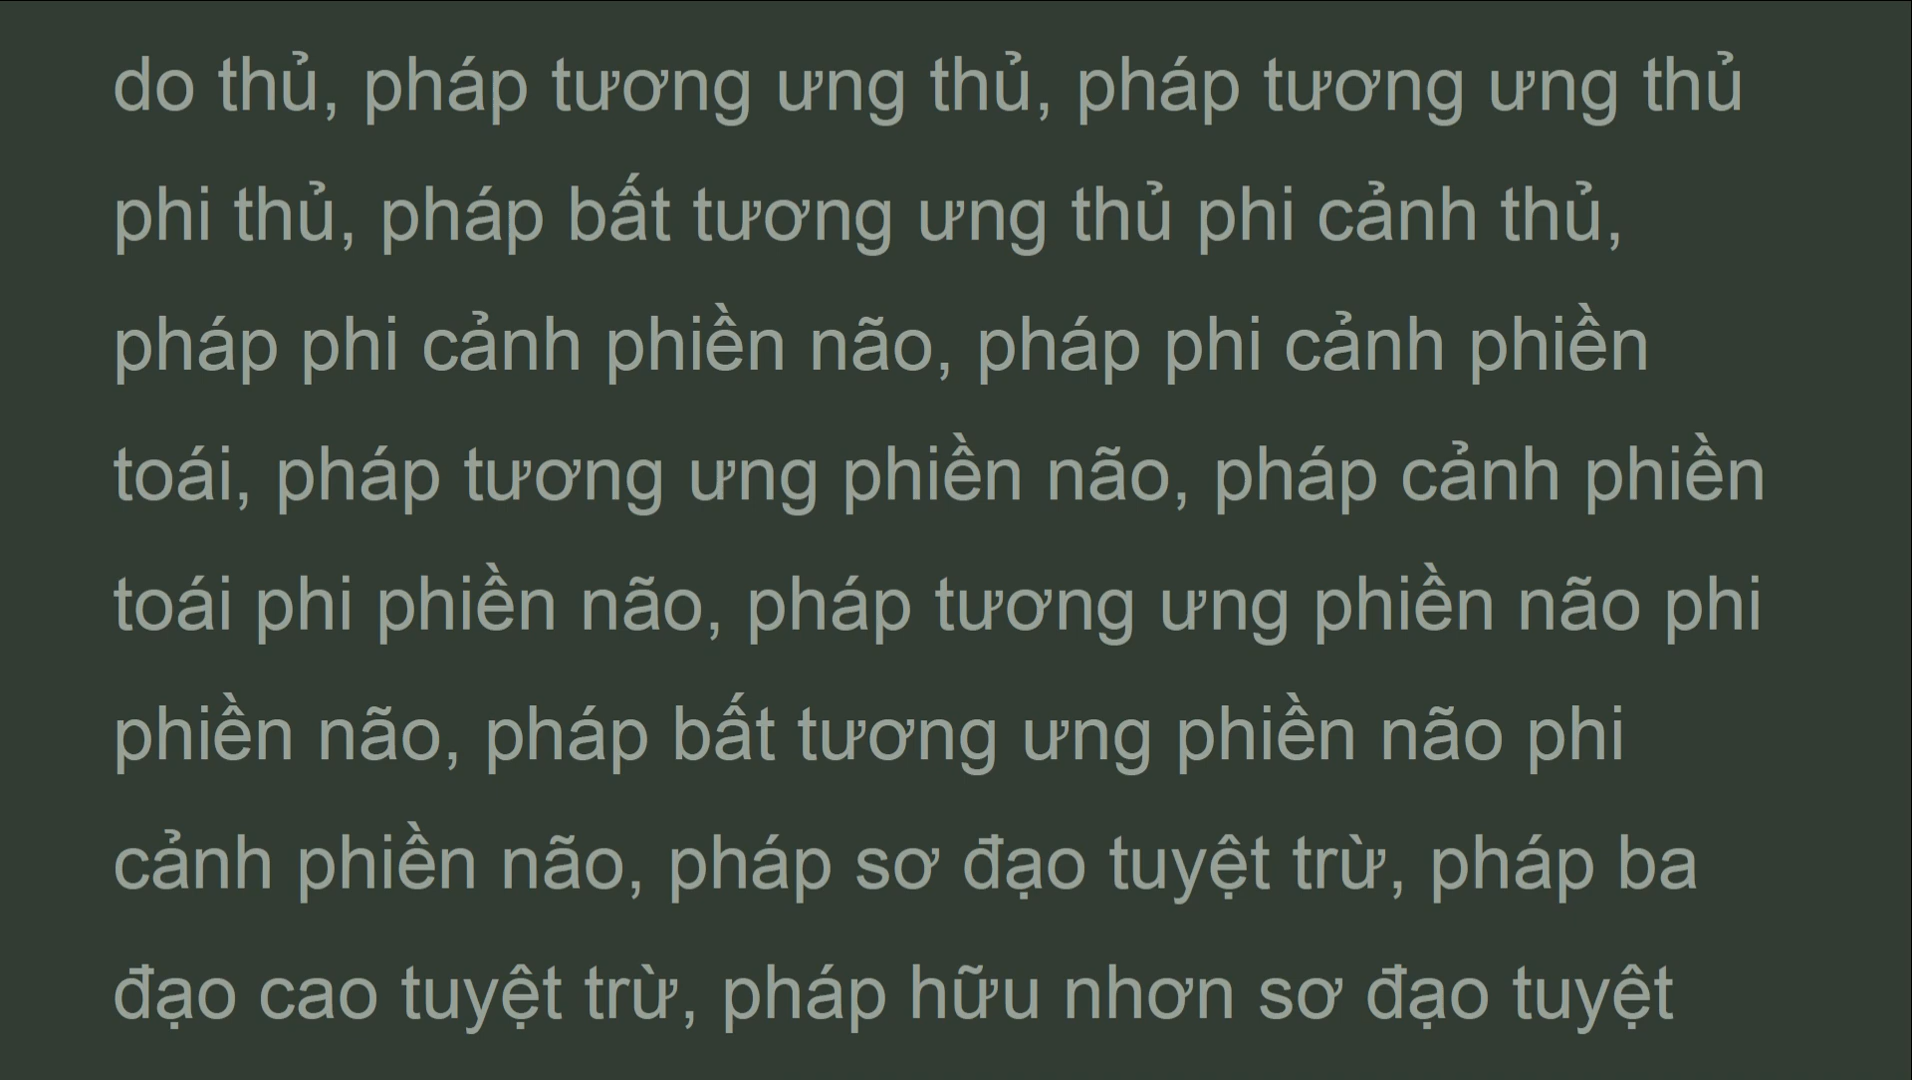 do thủ, pháp tương ưng thủ, pháp tương ưng thủ
phi thủ, pháp bất tương ưng thủ phi cảnh thủ,
pháp phi cảnh phiền não, pháp phi cảnh phiền
toái, pháp tương ưng phiền não, pháp cảnh phiền
toái phi phiền não, pháp tương ưng phiền não phi
phiền não, pháp bất tương ưng phiền não phi
cảnh phiền não, pháp sơ đạo tuyệt trừ, pháp ba
đạo cao tuyệt trừ, pháp hữu nhơn sơ đạo tuyệt